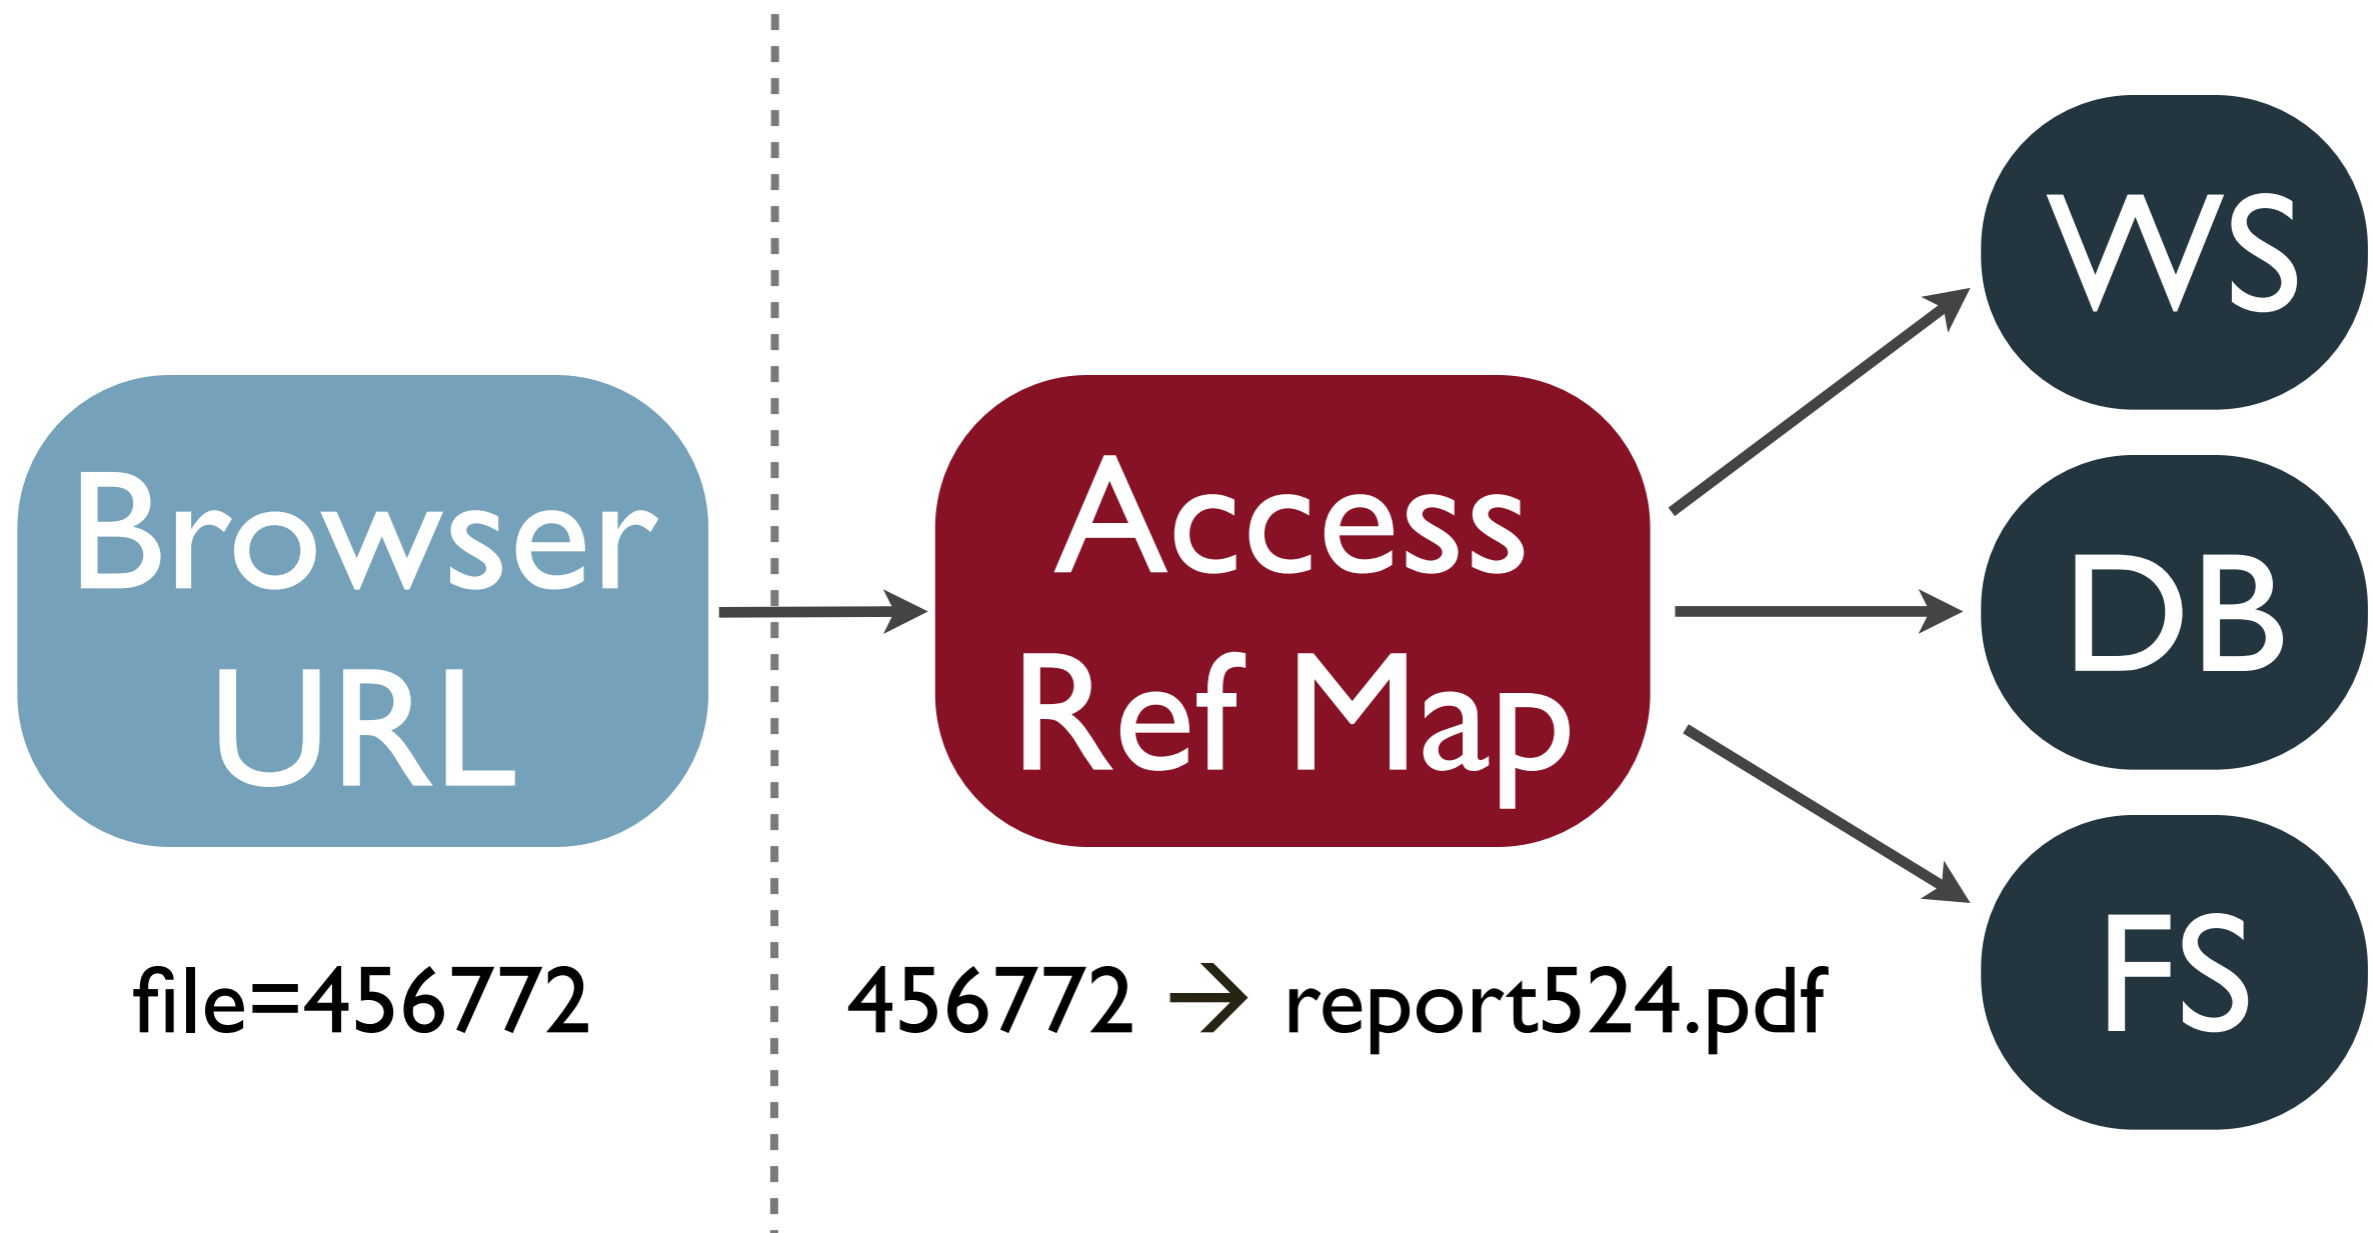 Browser
URL
file=456772
Access
Ref Map
456772 → report524.pdf
WS
DB
FS